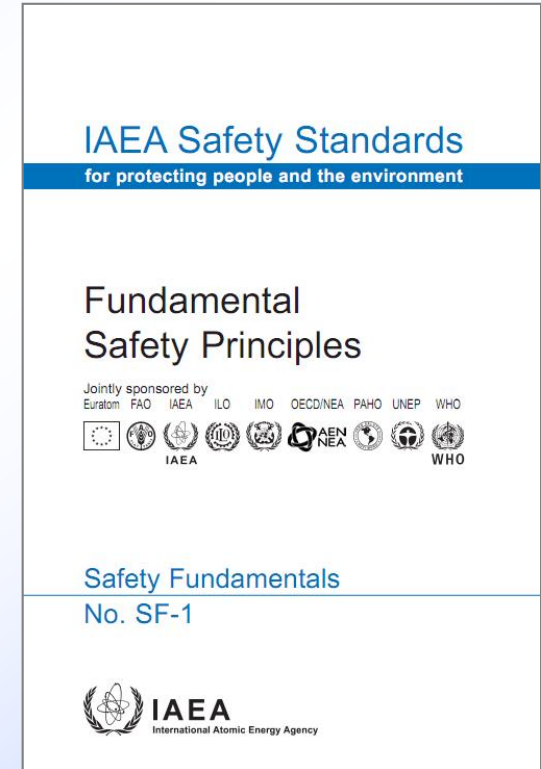 IAEA Safety Standards
for protecting people and the environment
Fundamental
Safety Principles
Jointly sponsored by
Euratom FAO IAEA ILO IMO OECD/NEA PAHO UNEP WHO
AEN
NEA
IAEA
WHO
Safety Fundamentals
No. SF-1
IAEA
International Atomic Energy Agency